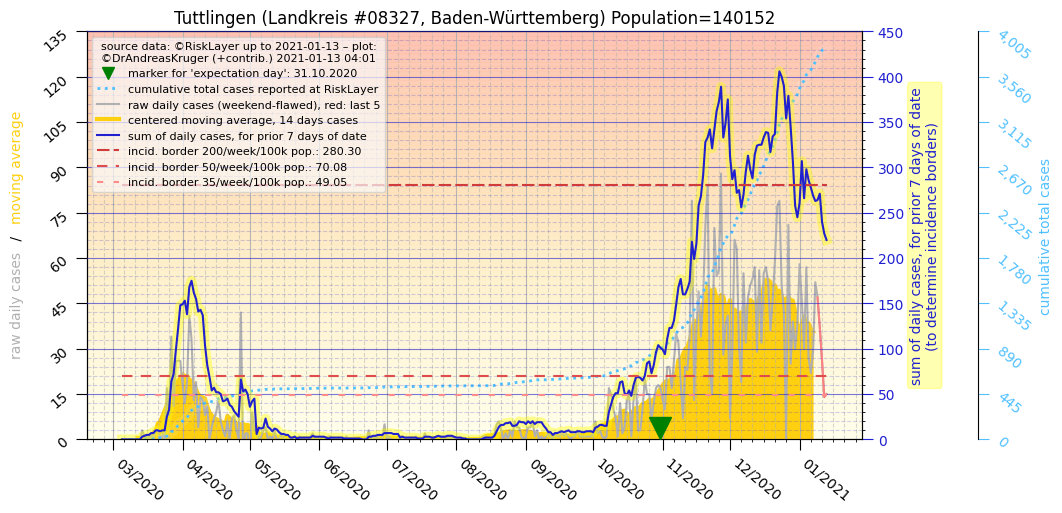 Tuttlingen (Landkreis #08327, Baden-Württemberg) Population=140152
source data: ©RiskLayer up to 2021-01-13 – plot:
©DrAndreasKruger (+contrib.) 2021-01-13 04:01
marker for 'expectation day': 31.10.2020
cumulative total cases reported at RiskLayer
raw daily cases (weekend-flawed), red: last 5
centered moving average, 14 days cases
sum of daily cases, for prior 7 days of date
incid. border 200/week/100k pop.: 280.30
incid. border 50/week/100k pop.: 70.08
incid. border 35/week/100k pop.: 49.05
raw daily cases / moving average
135
120
105
90
75
60
45
30
15
0
03/2020
04/2020
05/2020
06/2020
07/2020
08/2020
09/2020
10/2020
11/2020
12/2020
01/2021
450
400
350
300
250
200
150
100
50
0
sum of daily cases, for prior 7 days of date
(to determine incidence borders)
4,005
3,560
3,115
2,670
2,225
1,780
1,335
890
445
0
cumulative total cases